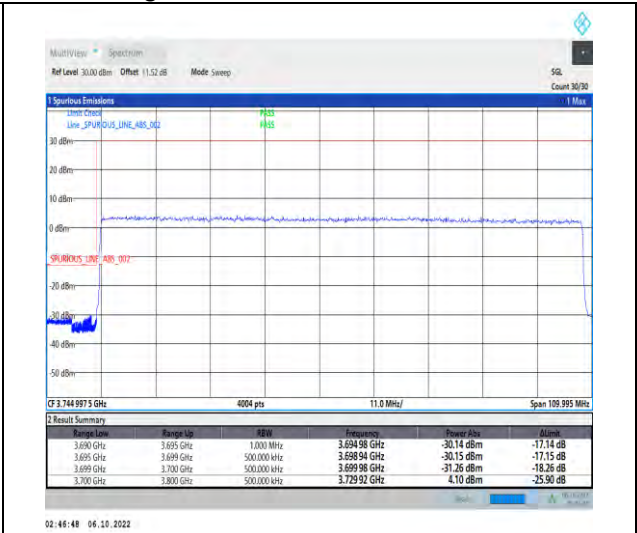 MultiView Spectrum
Ref Level 30.00 dBm Offset 11.52 dB Mode Sweep SGL
Count 30/30
1 Spurious Emissions 1 Max
Limit Check PASS
Line _SPURIOUS_LINE_ABS_002 PASS
30 dBm
20 dBm
10 dBm
0 dBm
SPURIOUS_LINE_ABS_002
-20 dBm
-30 dBm
-40 dBm
-50 dBm
CF 3.744 997 5 GHz 4004 pts 11.0 MHz/ Span 109.995 MHz
2 Result Summary
Range Low Range Up RBW Frequency Power Abs ΔLimit
3.690 GHz 3.695 GHz 1.000 MHz 3.694 98 GHz -30.14 dBm -17.14 dB
3.695 GHz 3.699 GHz 500.000 kHz 3.698 94 GHz -30.15 dBm -17.15 dB
3.699 GHz 3.700 GHz 500.000 kHz 3.699 98 GHz -31.26 dBm -18.26 dB
3.700 GHz 3.800 GHz 500.000 kHz 3.729 92 GHz 4.10 dBm -25.90 dB
02:46:48 06.10.2022